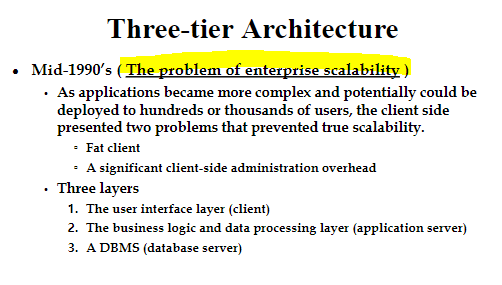 Three-tier Architecture
• Mid-1990’s ( The problem of enterprise scalability )
• As applications became more complex and potentially could be
deployed to hundreds or thousands of users, the client side
presented two problems that prevented true scalability.
▫ Fat client
▫ A significant client-side administration overhead
• Three layers
1. The user interface layer (client)
2. The business logic and data processing layer (application server)
3. A DBMS (database server)